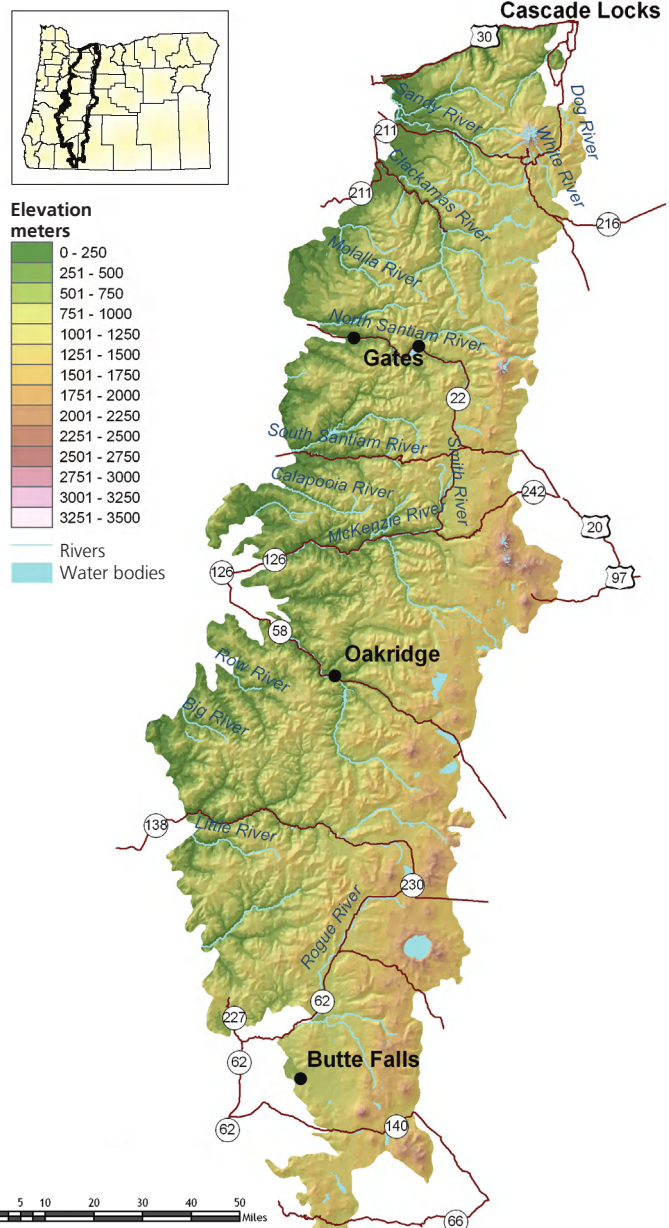 Cascade Locks
30
Sandy River
Dog River
211
White River
Clackamas River
211
216
Elevation
meters
0 - 250
251 - 500
501 - 750
751 - 1000
1001 - 1250
1251 - 1500
1501 - 1750
1751 - 2000
2001 - 2250
2251 - 2500
2501 - 2750
2751 - 3000
3001 - 3250
3251 - 3500
Rivers
Water bodies
Molalla River
North Santiam River
Gates
22
South Santiam River
Smith River
Calapooia River
242
McKenzie River
20
126
126
97
58
Oakridge
Row River
Big River
138
Little River
230
Rogue River
62
227
62
Butte Falls
62
140
5 10 20 30 40 50
Miles
66